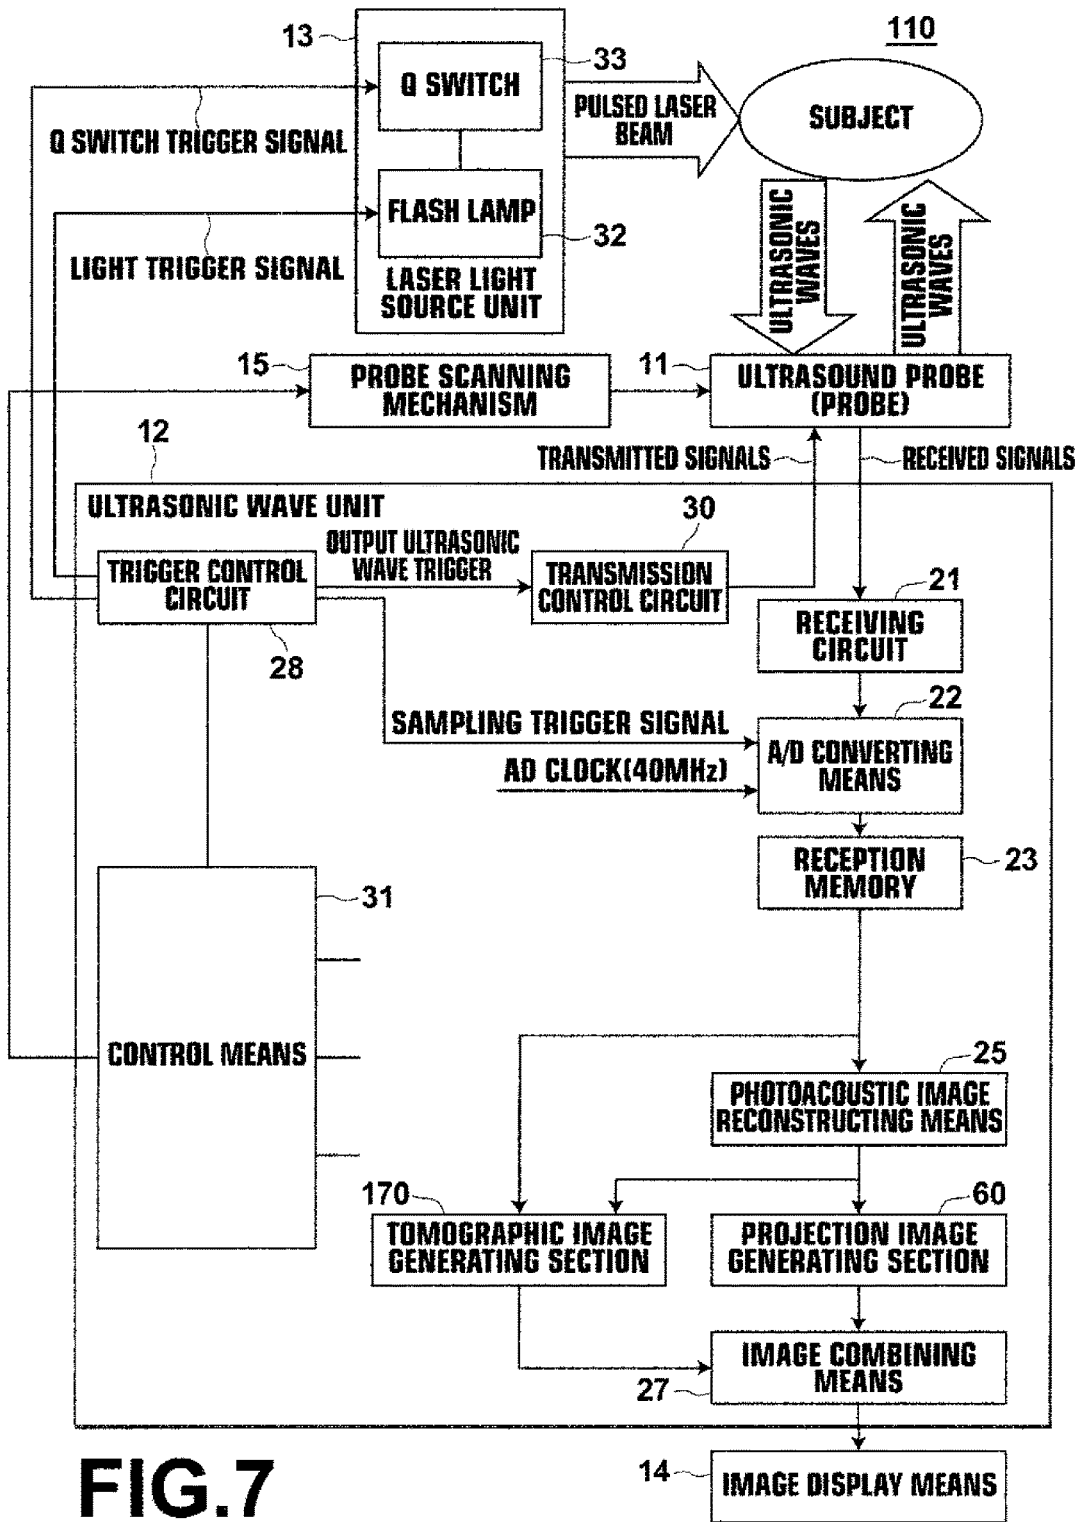 13
110
33
Q SWITCH
PULSED LASER
BEAM
SUBJECT
Q SWITCH TRIGGER SIGNAL
FLASH LAMP
32
LIGHT TRIGGER SIGNAL
LASER LIGHT
SOURCE UNIT
ULTRASONIC
WAVES
ULTRASONIC
WAVES
15
PROBE SCANNING
MECHANISM
11
ULTRASOUND PROBE
(PROBE)
12
TRANSMITTED SIGNALS
RECEIVED SIGNALS
ULTRASONIC WAVE UNIT
OUTPUT ULTRASONIC
WAVE TRIGGER
30
TRIGGER CONTROL
CIRCUIT
TRANSMISSION
CONTROL CIRCUIT
21
RECEIVING
CIRCUIT
28
22
SAMPLING TRIGGER SIGNAL
A/D CONVERTING
MEANS
AD CLOCK(40MHz)
RECEPTION
MEMORY
23
31
CONTROL MEANS
25
PHOTOACOUSTIC IMAGE
RECONSTRUCTING MEANS
170
60
TOMOGRAPHIC IMAGE
GENERATING SECTION
PROJECTION IMAGE
GENERATING SECTION
IMAGE COMBINING
MEANS
27
14
IMAGE DISPLAY MEANS
FIG.7